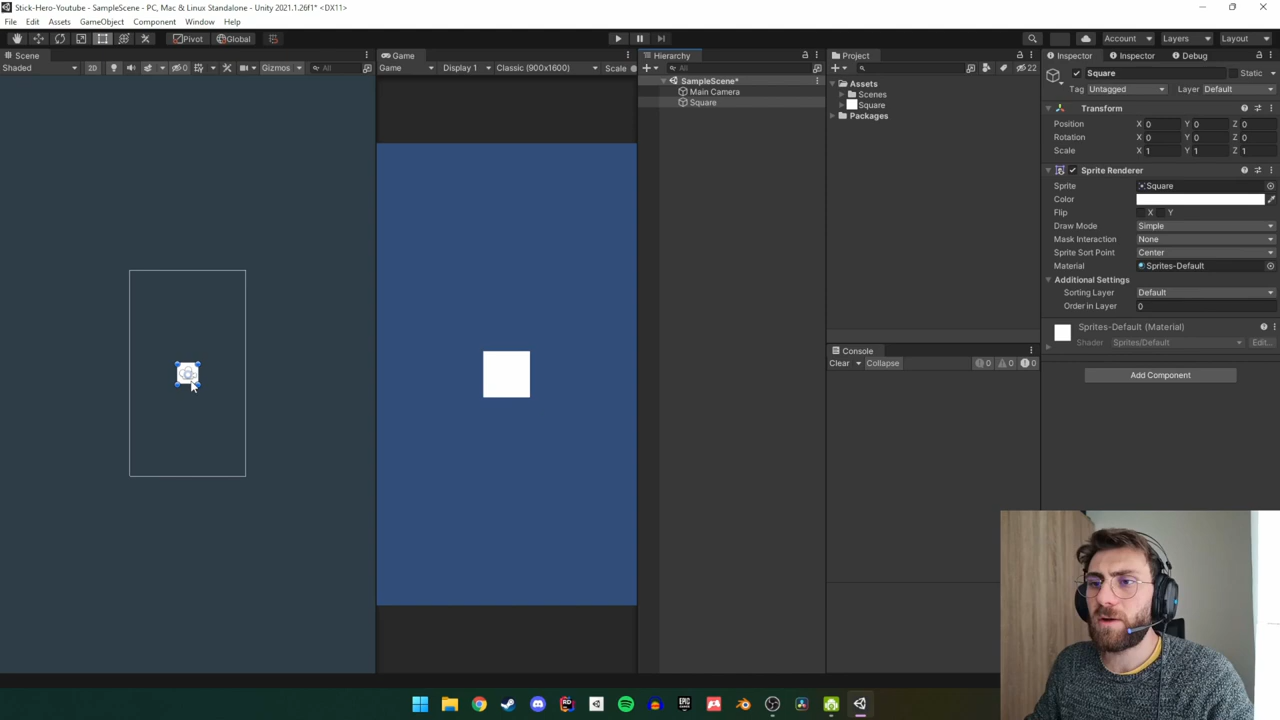 Stick-Hero-Youtube - SampleScene - PC, Mac & Linux Standalone - Unity 2021.1.26f1* <DX11>
File Edit Assets GameObject Component Window Help
Pivot Global Account Layers Layout
Scene Game Hierarchy Project Inspector Inspector Debug
Shaded 2D 0 Gizmos All Game Display 1 Classic (900x1600) Scale All 22 Square Static
SampleScene*
Main Camera
Square
Assets
Scenes
Square
Packages
Tag Untagged Layer Default
Transform
Position X 0 Y 0 Z 0
Rotation X 0 Y 0 Z 0
Scale X 1 Y 1 Z 1
Sprite Renderer
Sprite Square
Color
Flip X Y
Draw Mode Simple
Mask Interaction None
Sprite Sort Point Center
Material Sprites-Default
Additional Settings
Sorting Layer Default
Order in Layer 0
Sprites-Default (Material)
Shader Sprites/Default Edit...
Add Component
Console
Clear Collapse 0 0 0